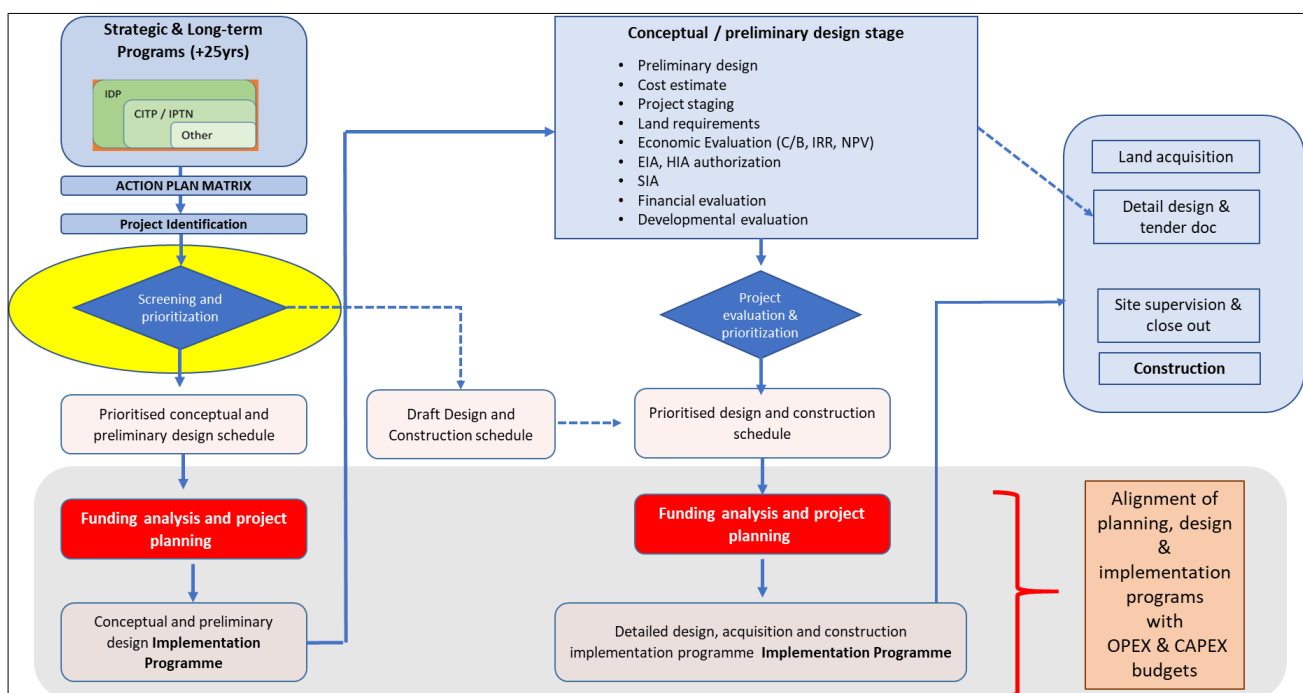 Strategic & Long-term
Programs (+25yrs)
IDP
CITP / IPTN
Other
ACTION PLAN MATRIX
Project Identification
Screening and
prioritization
Prioritised conceptual and
preliminary design schedule
Funding analysis and project
planning
Conceptual and preliminary
design Implementation
Programme
Draft Design and
Construction schedule
Conceptual / preliminary design stage
• Preliminary design
• Cost estimate
• Project staging
• Land requirements
• Economic Evaluation (C/B, IRR, NPV)
• EIA, HIA authorization
• SIA
• Financial evaluation
• Developmental evaluation
Project
evaluation &
prioritization
Prioritised design and construction
schedule
Funding analysis and project
planning
Detailed design, acquisition and construction
implementation programme Implementation Programme
Land acquisition
Detail design &
tender doc
Site supervision &
close out
Construction
Alignment of
planning, design
&
implementation
programs
with
OPEX & CAPEX
budgets